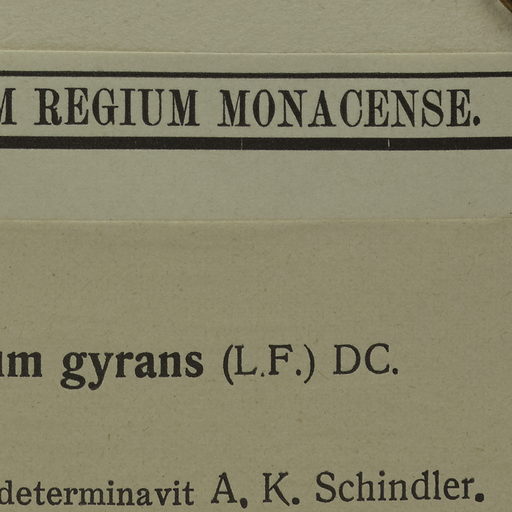 M REGIUM MONACENSE.
um gyrans (L.F.) DC.
determinavit A. K. Schindler.